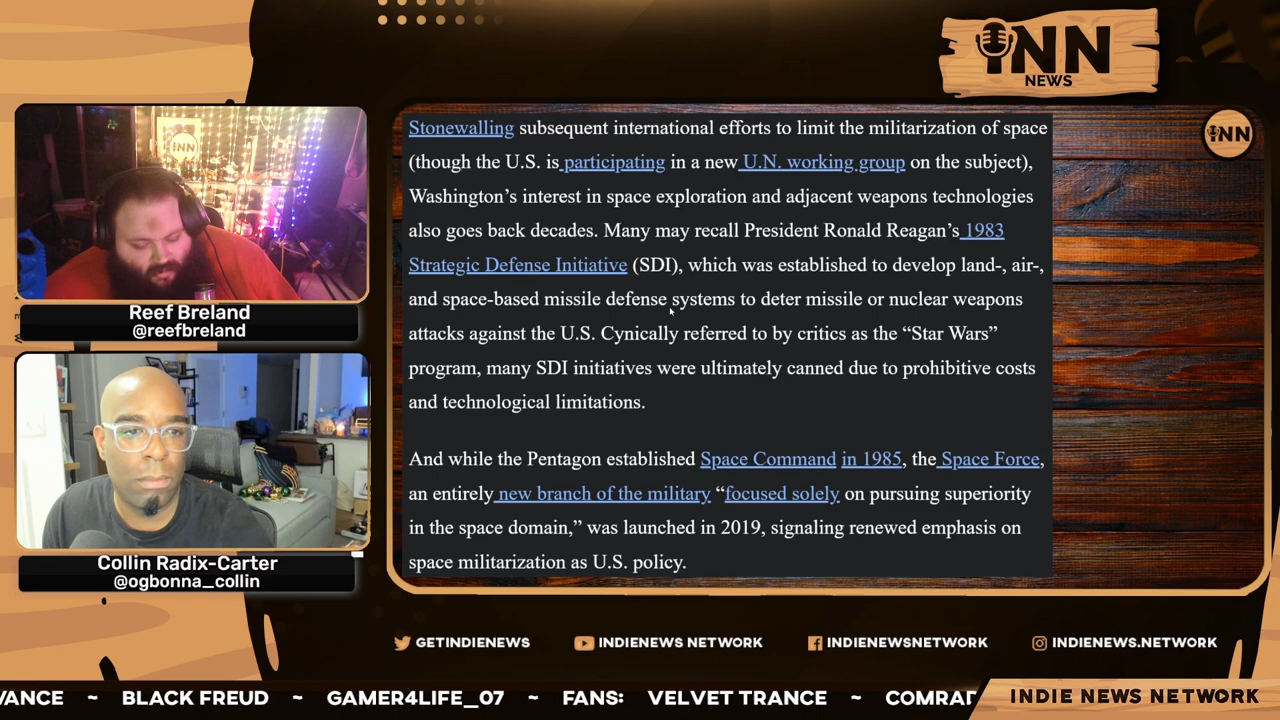 INN
NEWS
Stonewalling subsequent international efforts to limit the militarization of space
(though the U.S. is participating in a new U.N. working group on the subject),
Washington’s interest in space exploration and adjacent weapons technologies
also goes back decades. Many may recall President Ronald Reagan’s 1983
Strategic Defense Initiative (SDI), which was established to develop land-, air-,
and space-based missile defense systems to deter missile or nuclear weapons
attacks against the U.S. Cynically referred to by critics as the “Star Wars”
program, many SDI initiatives were ultimately canned due to prohibitive costs
and technological limitations.
And while the Pentagon established Space Command in 1985, the Space Force,
an entirely new branch of the military “focused solely on pursuing superiority
in the space domain,” was launched in 2019, signaling renewed emphasis on
space militarization as U.S. policy.
INN
INN
Reef Breland
@reefbreland
Collin Radix-Carter
@ogbonna_collin
GETINDIENEWS
INDIENEWS NETWORK
INDIENEWSNETWORK
INDIENEWS.NETWORK
VANCE ~ BLACK FREUD ~ GAMER4LIFE_07 ~ FANS: VELVET TRANCE ~ COMRAD
INDIE NEWS NETWORK